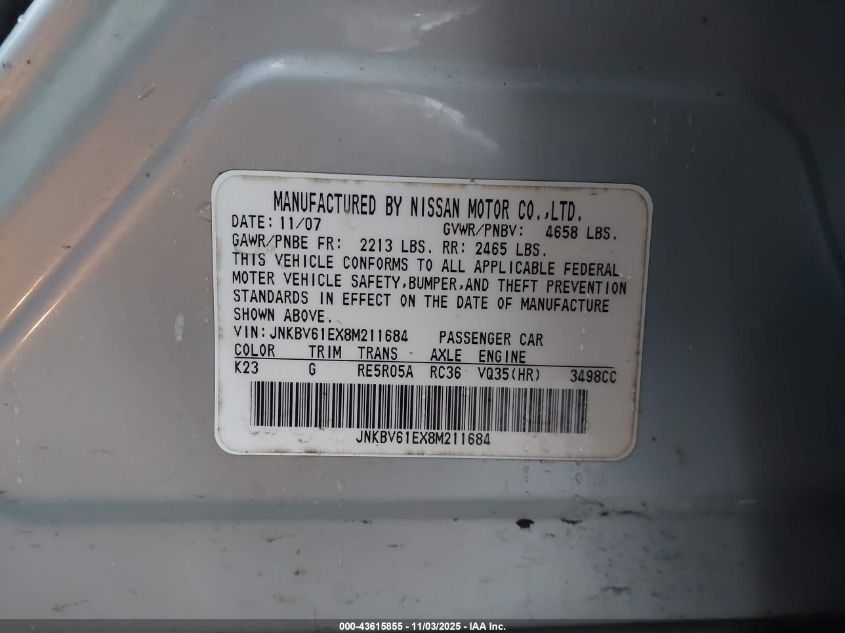 MANUFACTURED BY NISSAN MOTOR CO.,LTD.
DATE: 11/07 GVWR/PNBV: 4658 LBS.
GAWR/PNBE FR: 2213 LBS. RR: 2465 LBS.
THIS VEHICLE CONFORMS TO ALL APPLICABLE FEDERAL
MOTER VEHICLE SAFETY,BUMPER,AND THEFT PREVENTION
STANDARDS IN EFFECT ON THE DATE OF MANUFACTURE
SHOWN ABOVE.
VIN:JNKBV61EX8M211684 PASSENGER CAR
COLOR TRIM TRANS AXLE ENGINE
K23 G RE5R05A RC36 VQ35(HR) 3498CC
JNKBV61EX8M211684
000-43615855 - 11/03/2025 - IAA Inc.